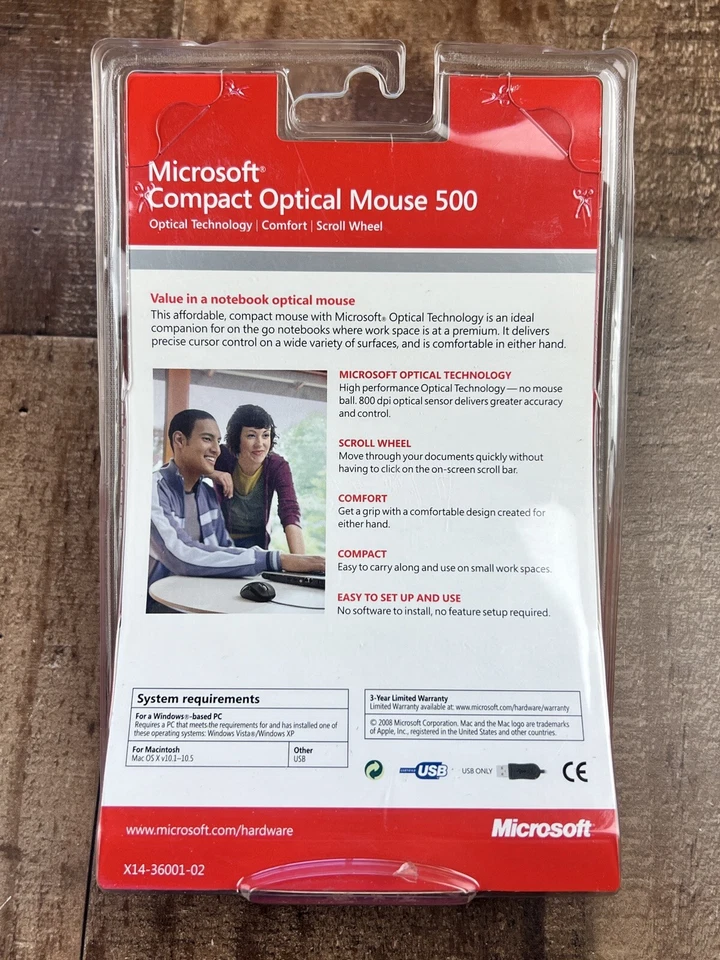 Microsoft®
Compact Optical Mouse 500
Optical Technology | Comfort | Scroll Wheel
Value in a notebook optical mouse
This affordable, compact mouse with Microsoft® Optical Technology is an ideal
companion for on the go notebooks where work space is at a premium. It delivers
precise cursor control on a wide variety of surfaces, and is comfortable in either hand.
MICROSOFT OPTICAL TECHNOLOGY
High performance Optical Technology — no mouse
ball. 800 dpi optical sensor delivers greater accuracy
and control.
SCROLL WHEEL
Move through your documents quickly without
having to click on the on-screen scroll bar.
COMFORT
Get a grip with a comfortable design created for
either hand.
COMPACT
Easy to carry along and use on small work spaces.
EASY TO SET UP AND USE
No software to install, no feature setup required.
System requirements
For a Windows®-based PC
Requires a PC that meets the requirements for and has installed one of
these operating systems: Windows Vista®/Windows XP
For Macintosh
Mac OS X v10.1–10.5
Other
USB
3-Year Limited Warranty
Limited Warranty available at: www.microsoft.com/hardware/warranty
© 2008 Microsoft Corporation. Mac and the Mac logo are trademarks
of Apple, Inc., registered in the United States and other countries.
USB
USB ONLY
CE
www.microsoft.com/hardware
Microsoft
X14-36001-02